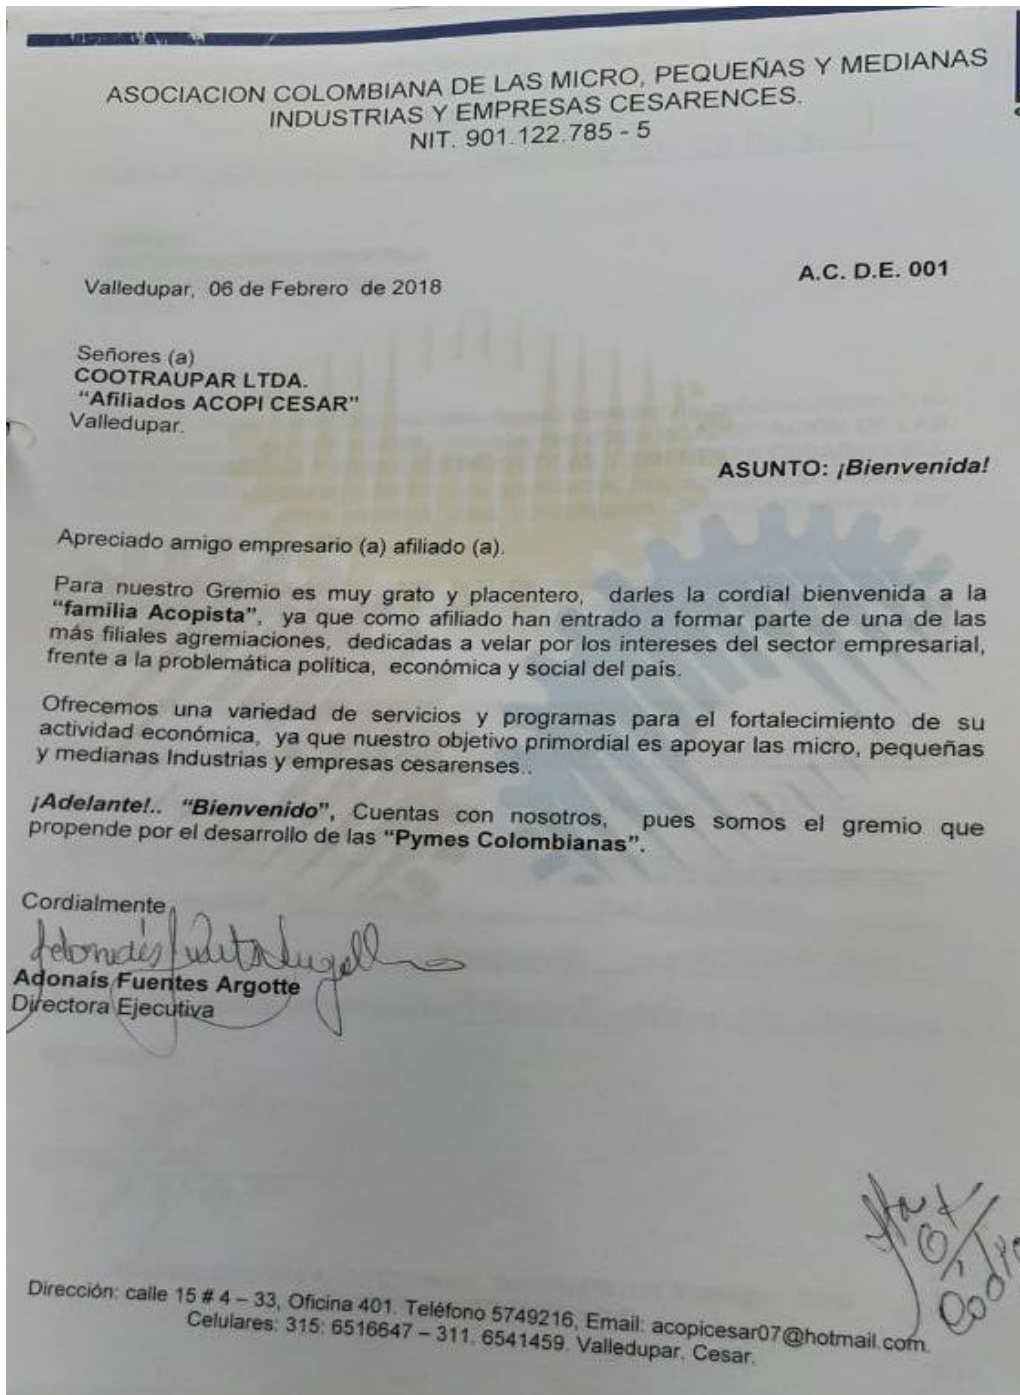 ASOCIACION COLOMBIANA DE LAS MICRO, PEQUEÑAS Y MEDIANAS
INDUSTRIAS Y EMPRESAS CESARENCES.
NIT. 901.122.785 - 5
A.C. D.E. 001
Valledupar, 06 de Febrero de 2018
Señores (a)
COOTRAUPAR LTDA.
“Afiliados ACOPI CESAR”
Valledupar.
ASUNTO: ¡Bienvenida!
Apreciado amigo empresario (a) afiliado (a).
Para nuestro Gremio es muy grato y placentero, darles la cordial bienvenida a la
“familia Acopista”, ya que como afiliado han entrado a formar parte de una de las
más filiales agremiaciones, dedicadas a velar por los intereses del sector empresarial,
frente a la problemática política, económica y social del país.
Ofrecemos una variedad de servicios y programas para el fortalecimiento de su
actividad económica, ya que nuestro objetivo primordial es apoyar las micro, pequeñas
y medianas Industrias y empresas cesarenses..
¡Adelante!.. “Bienvenido”, Cuentas con nosotros, pues somos el gremio que
propende por el desarrollo de las “Pymes Colombianas”.
Cordialmente
Adonaís Fuentes Argotte
Directora Ejecutiva
Dirección: calle 15 # 4 – 33, Oficina 401. Teléfono 5749216, Email: acopicesar07@hotmail.com.
Celulares: 315: 6516647 – 311. 6541459. Valledupar. Cesar.